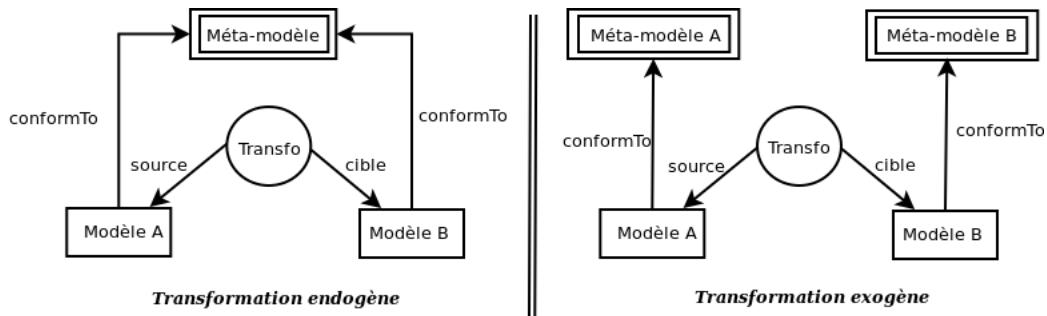 Méta-modèle
conformTo
conformTo
Transfo
source
cible
Modèle A
Modèle B
Transformation endogène
Méta-modèle A
Méta-modèle B
conformTo
conformTo
Transfo
source
cible
Modèle A
Modèle B
Transformation exogène